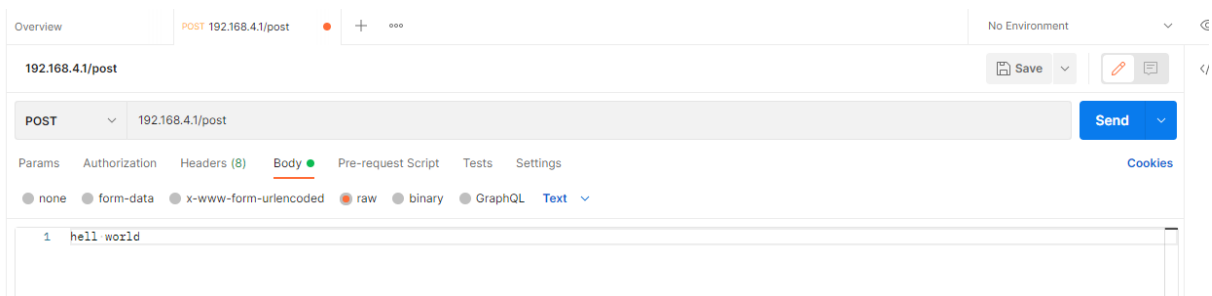 Overview POST 192.168.4.1/post No Environment
192.168.4.1/post Save
POST 192.168.4.1/post Send
Params Authorization Headers (8) Body Pre-request Script Tests Settings Cookies
none form-data x-www-form-urlencoded raw binary GraphQL Text
1 hell world